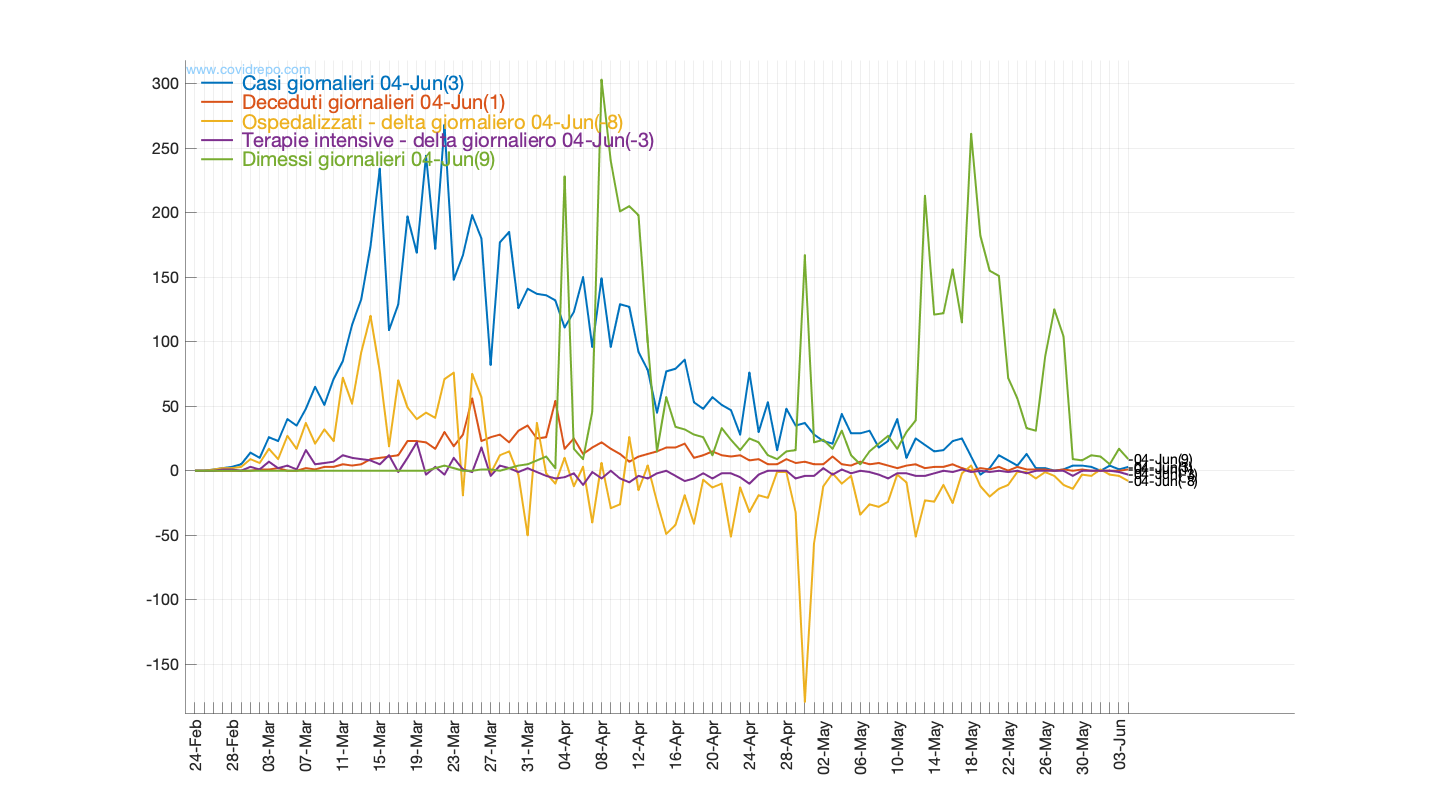 www.covidrepo.com
300
Casi giornalieri 04-Jun(3)
Deceduti giornalieri 04-Jun(1)
Ospedalizzati - delta giornaliero 04-Jun(-8)
Terapie intensive - delta giornaliero 04-Jun(-3)
Dimessi giornalieri 04-Jun(9)
250
200
150
100
50
0
-50
-100
-150
04-Jun(9)
04-Jun(-8)
24-Feb
28-Feb
03-Mar
07-Mar
11-Mar
15-Mar
19-Mar
23-Mar
27-Mar
31-Mar
04-Apr
08-Apr
12-Apr
16-Apr
20-Apr
24-Apr
28-Apr
02-May
06-May
10-May
14-May
18-May
22-May
26-May
30-May
03-Jun